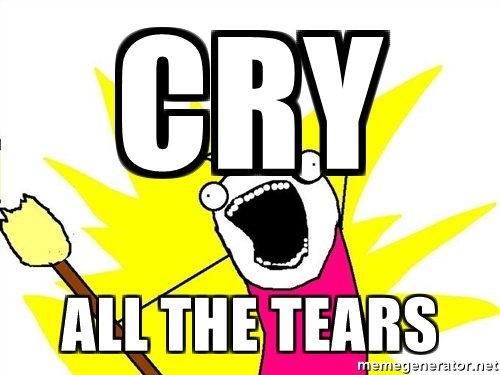 CRY
ALL THE TEARS
memegenerator.net